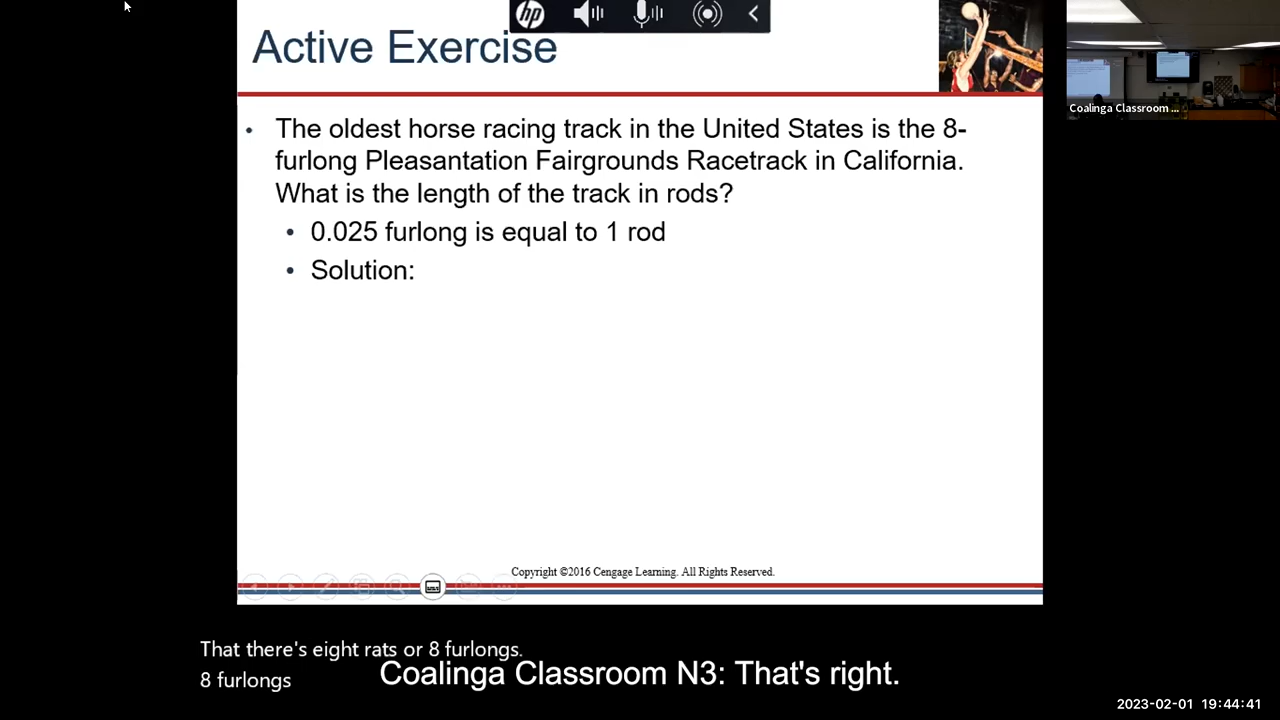 hp
Active Exercise
Coalinga Classroom ...
• The oldest horse racing track in the United States is the 8-
furlong Pleasantation Fairgrounds Racetrack in California.
What is the length of the track in rods?
• 0.025 furlong is equal to 1 rod
• Solution:
Copyright ©2016 Cengage Learning. All Rights Reserved.
That there's eight rats or 8 furlongs.
8 furlongs
Coalinga Classroom N3: That's right.
2023-02-01 19:44:41